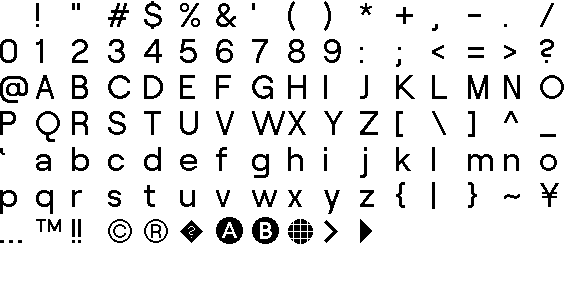 ! " # $ % & ' ( ) * + , - . /
0 1 2 3 4 5 6 7 8 9 : ; < = > ?
@ A B C D E F G H I J K L M N O
P Q R S T U V W X Y Z [ \ ] ^ _
` a b c d e f g h i j k l m n o
p q r s t u v w x y z { | } ~ ¥
… ™ ‼ © ® � 🅐 🅑 🌐 > ▶